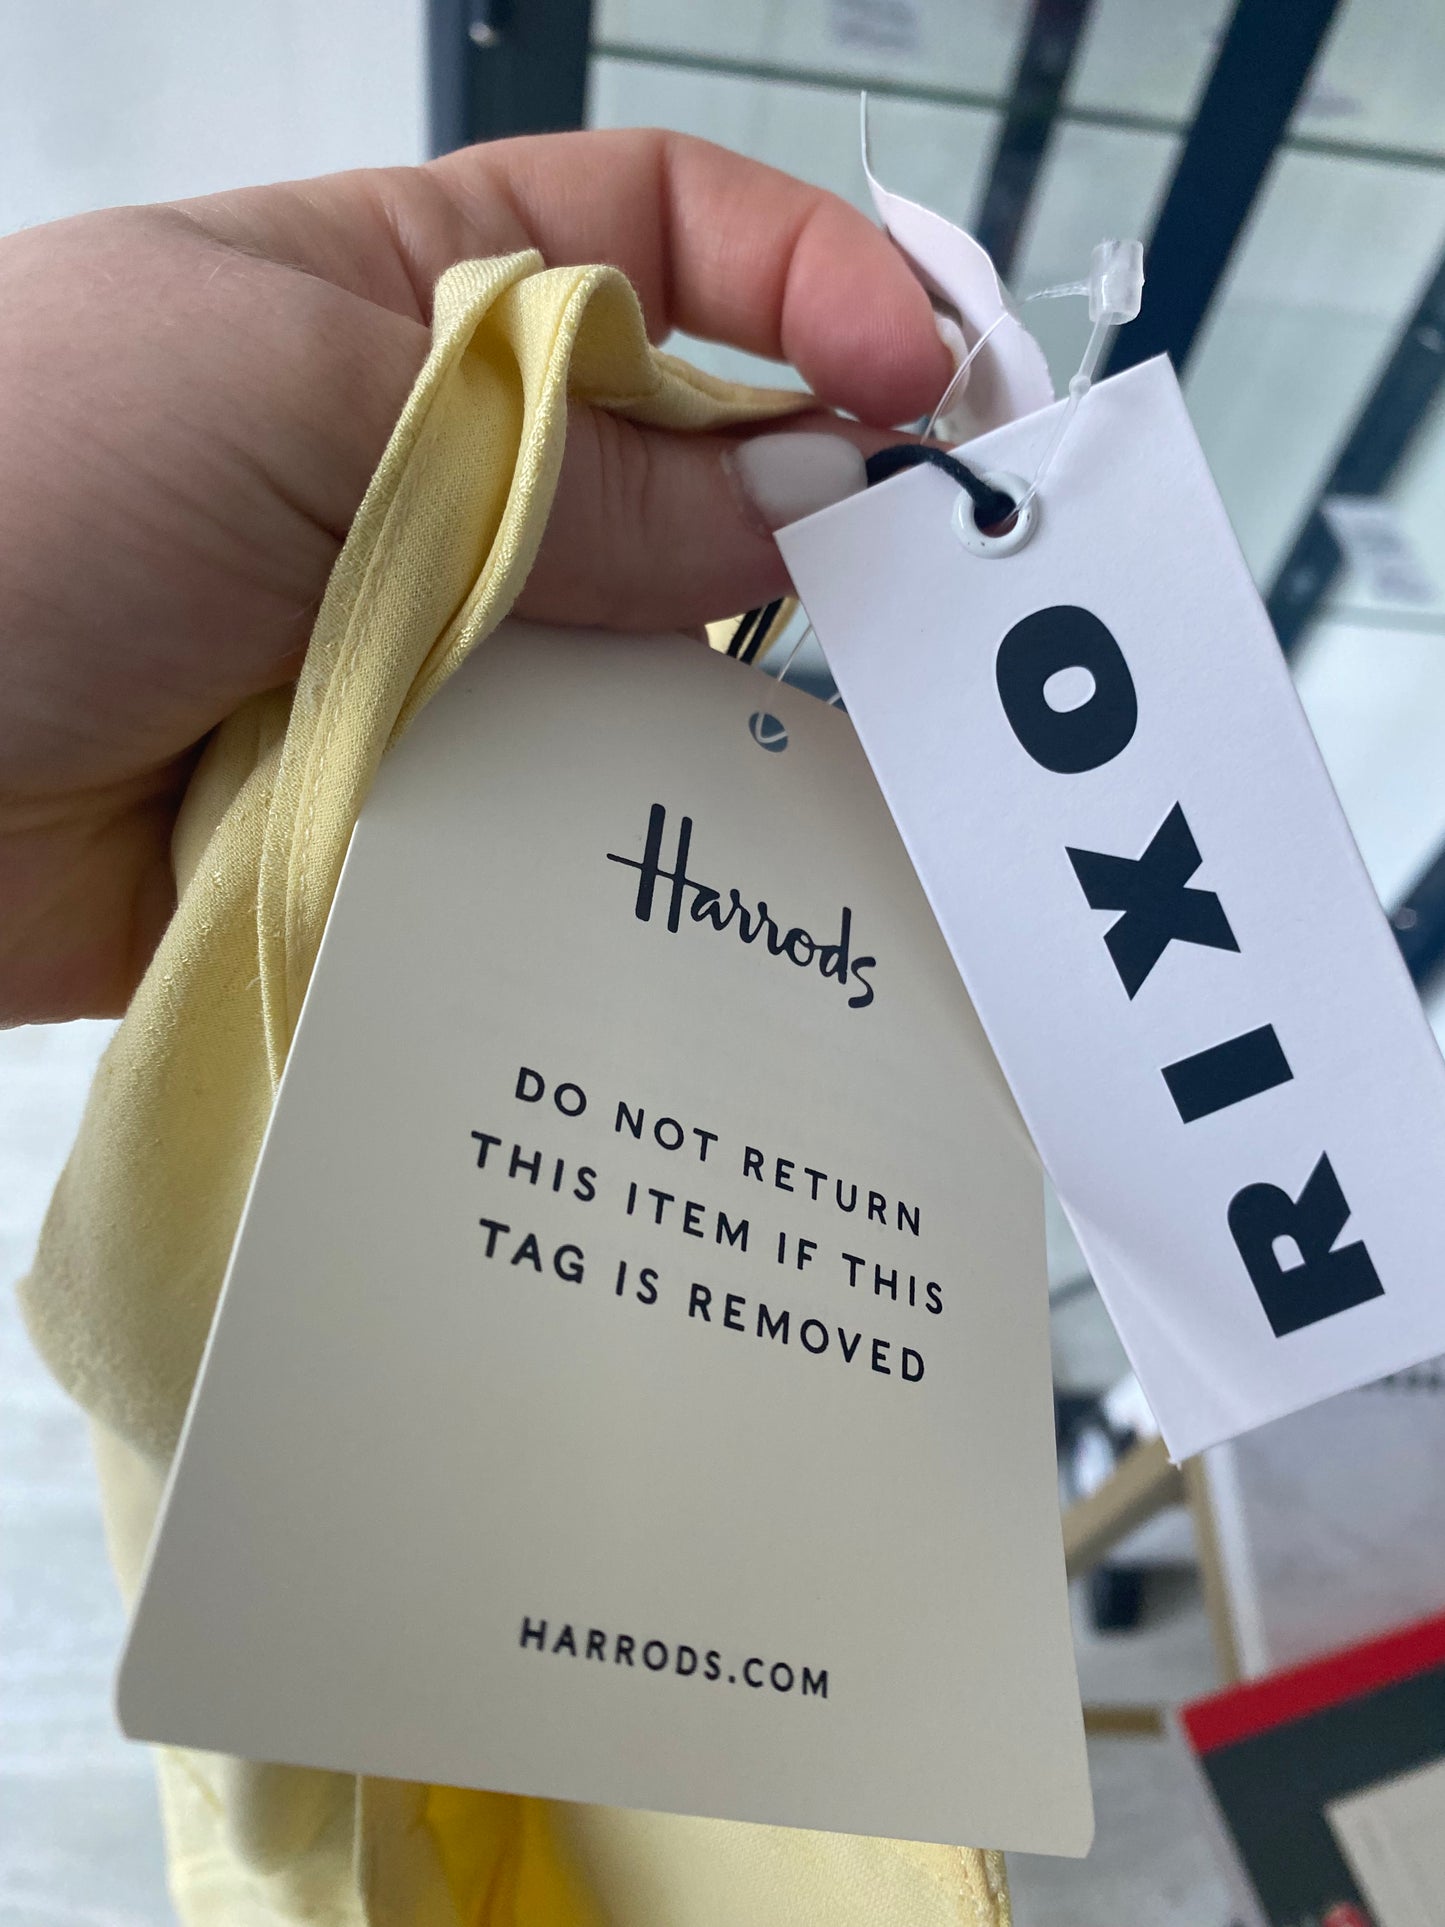 Harrods
DO NOT RETURN
THIS ITEM IF THIS
TAG IS REMOVED
HARRODS.COM
RIXO